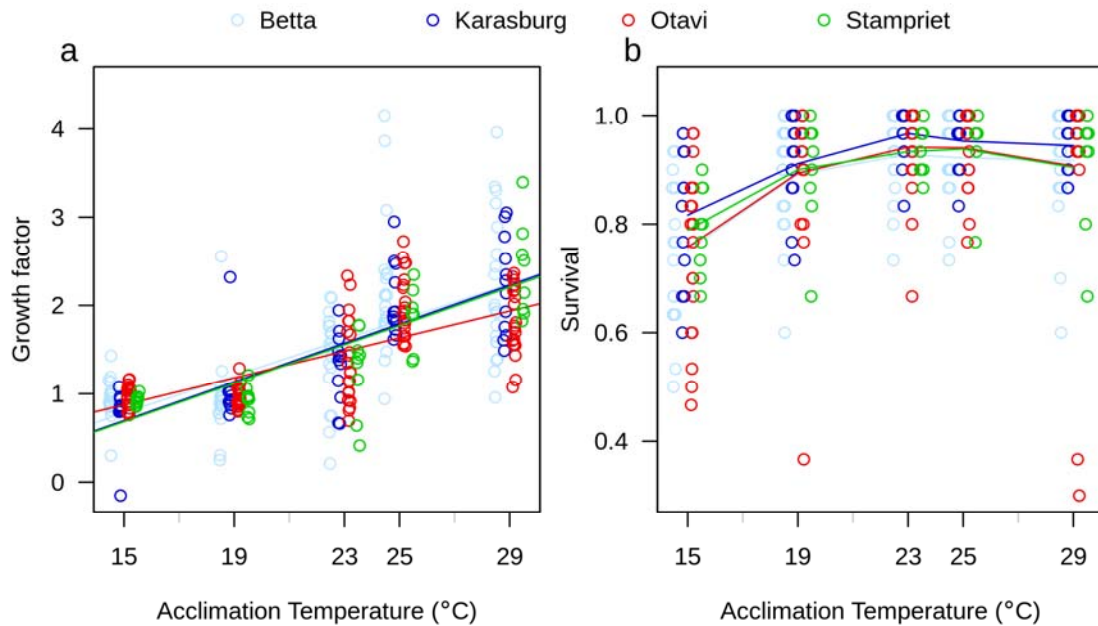 Betta Karasburg Otavi Stampriet
a b
4
3
2
1
0
Growth factor
15 19 23 25 29
Acclimation Temperature (°C)
1.0
0.8
0.6
0.4
Survival
15 19 23 25 29
Acclimation Temperature (°C)